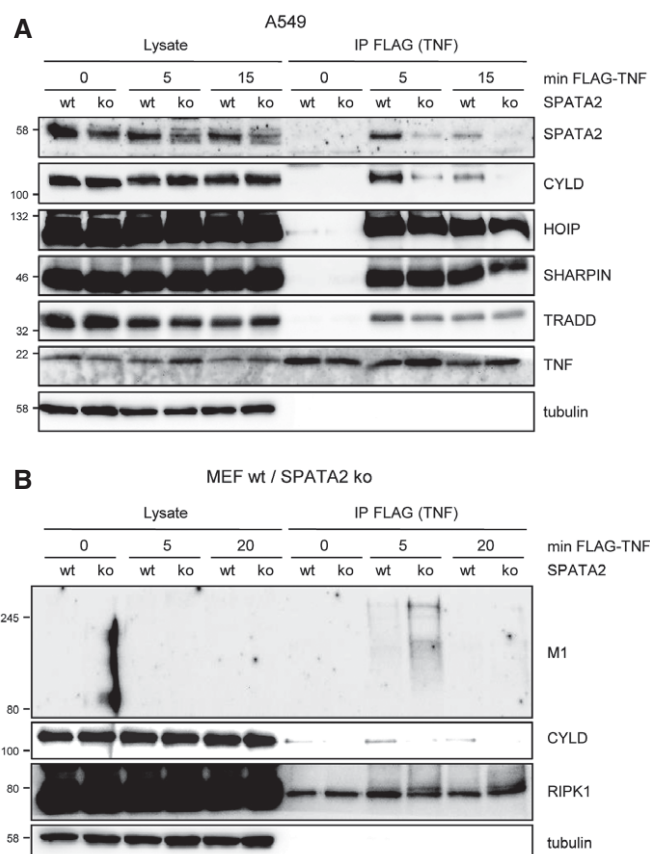 A
A549
Lysate IP FLAG (TNF)
0 5 15 0 5 15 min FLAG-TNF
wt ko wt ko wt ko wt ko wt ko wt ko SPATA2
58 SPATA2
100 CYLD
132 HOIP
46 SHARPIN
32 TRADD
22 TNF
58 tubulin
B
MEF wt / SPATA2 ko
Lysate IP FLAG (TNF)
0 5 20 0 5 20 min FLAG-TNF
wt ko wt ko wt ko wt ko wt ko wt ko SPATA2
245
M1
80
CYLD
100
80 RIPK1
58 tubulin